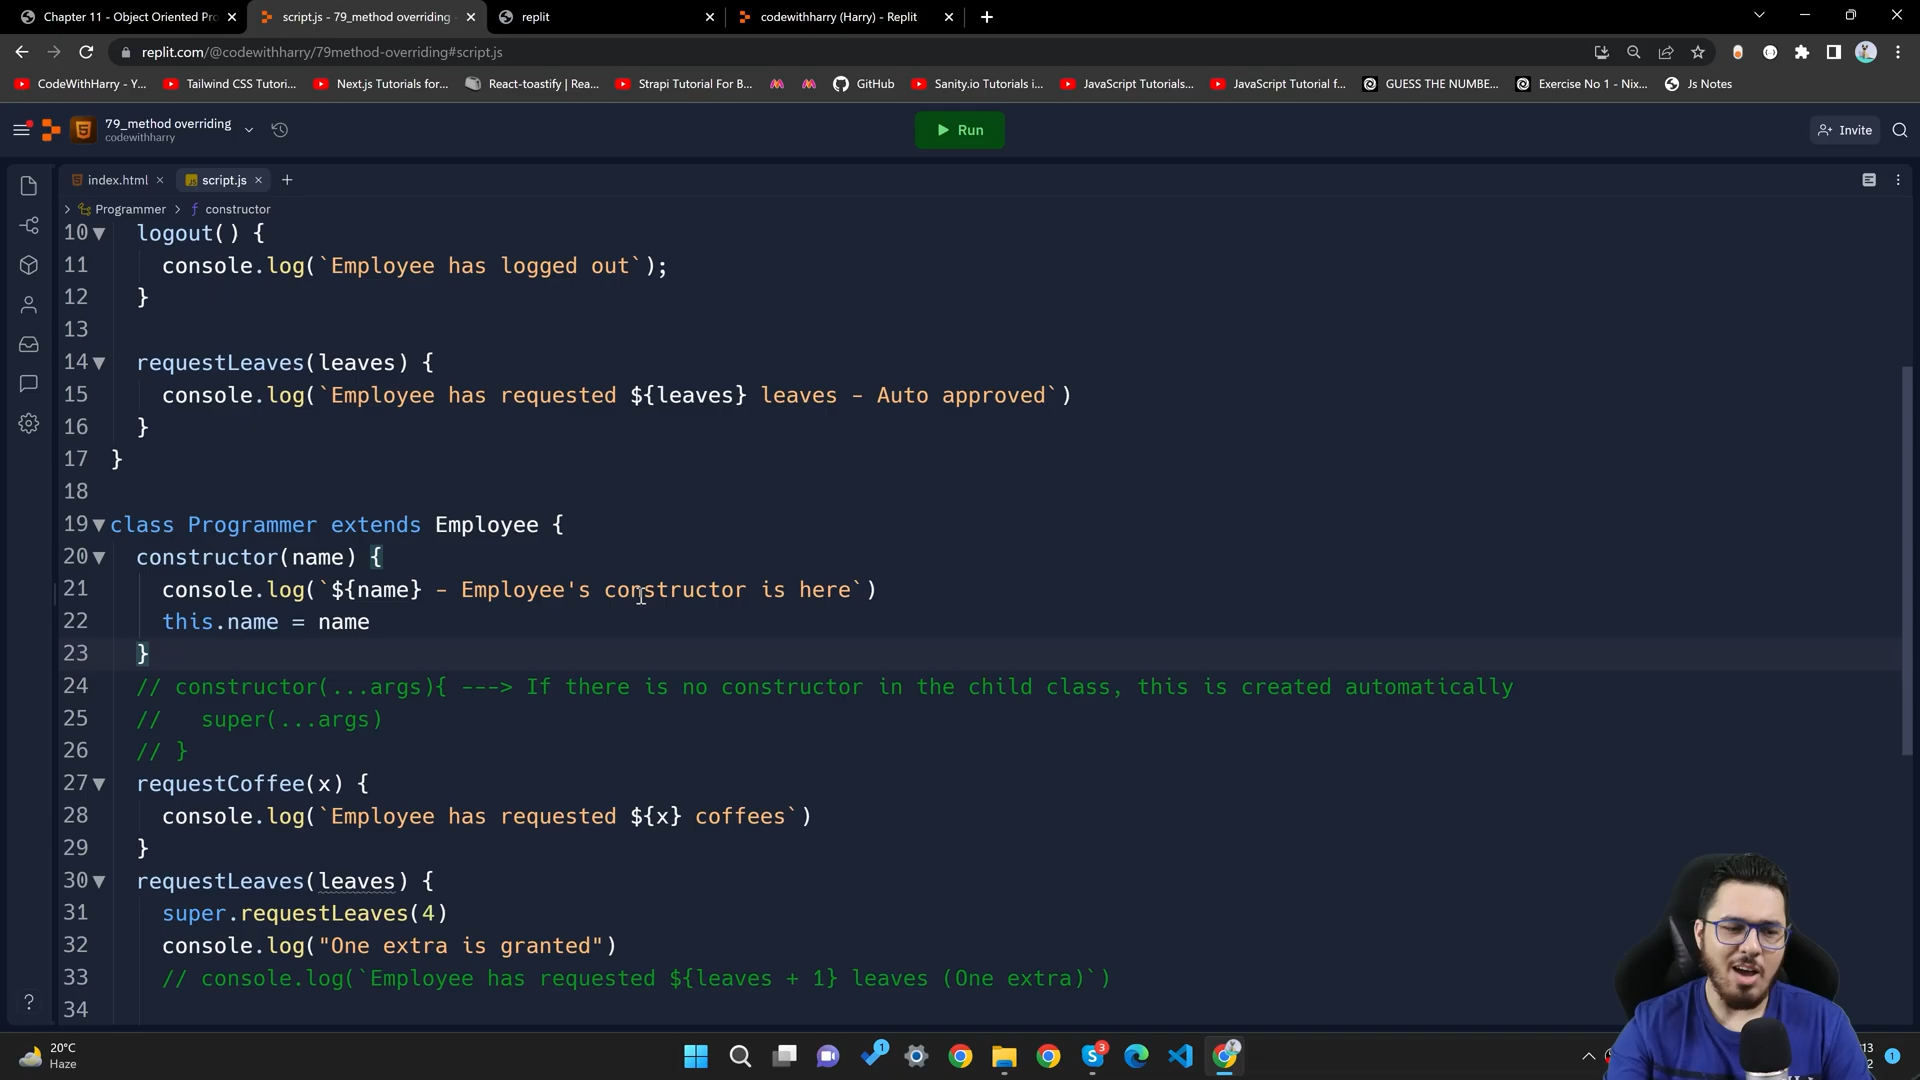 Chapter 11 - Object Oriented Pro
script.js - 79_method overriding
replit
codewithharry (Harry) - Replit
replit.com/@codewithharry/79method-overriding#script.js
CodeWithHarry - Y...
Tailwind CSS Tutori...
Next.js Tutorials for...
React-toastify | Rea...
Strapi Tutorial For B...
GitHub
Sanity.io Tutorials i...
JavaScript Tutorials...
JavaScript Tutorial f...
GUESS THE NUMBE...
Exercise No 1 - Nix...
Js Notes
79_method overriding
codewithharry
Run
Invite
index.html
script.js
Programmer > constructor
10 logout() {
11 console.log(`Employee has logged out`);
12 }
13
14 requestLeaves(leaves) {
15 console.log(`Employee has requested ${leaves} leaves - Auto approved`)
16 }
17 }
18
19 class Programmer extends Employee {
20 constructor(name) {
21 console.log(`${name} - Employee's constructor is here`)
22 this.name = name
23 }
24 // constructor(...args){ ---> If there is no constructor in the child class, this is created automatically
25 // super(...args)
26 // }
27 requestCoffee(x) {
28 console.log(`Employee has requested ${x} coffees`)
29 }
30 requestLeaves(leaves) {
31 super.requestLeaves(4)
32 console.log("One extra is granted")
33 // console.log(`Employee has requested ${leaves + 1} leaves (One extra)`)
34
20°C
Haze
1
3
1